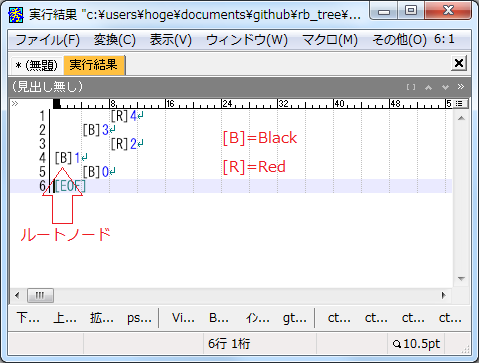 実行結果 "c:¥users¥hoge¥documents¥github¥rb_tree¥...
ファイル(F) 変換(C) 表示(V) ウィンドウ(W) マクロ(M) その他(O) 6:1
* (無題) 実行結果
(見出し無し)
0 8 16 24 32 40 48 5
1 [R]4
2 [B]3
3 [R]2
4 [B]1
5 [B]0
6 [EOF]
[B]=Black
[R]=Red
ルートノード
下... 上... 拡... ps... Vi... B... イン... gt... ct... ct... ct... ct...
6行 1桁 10.5pt